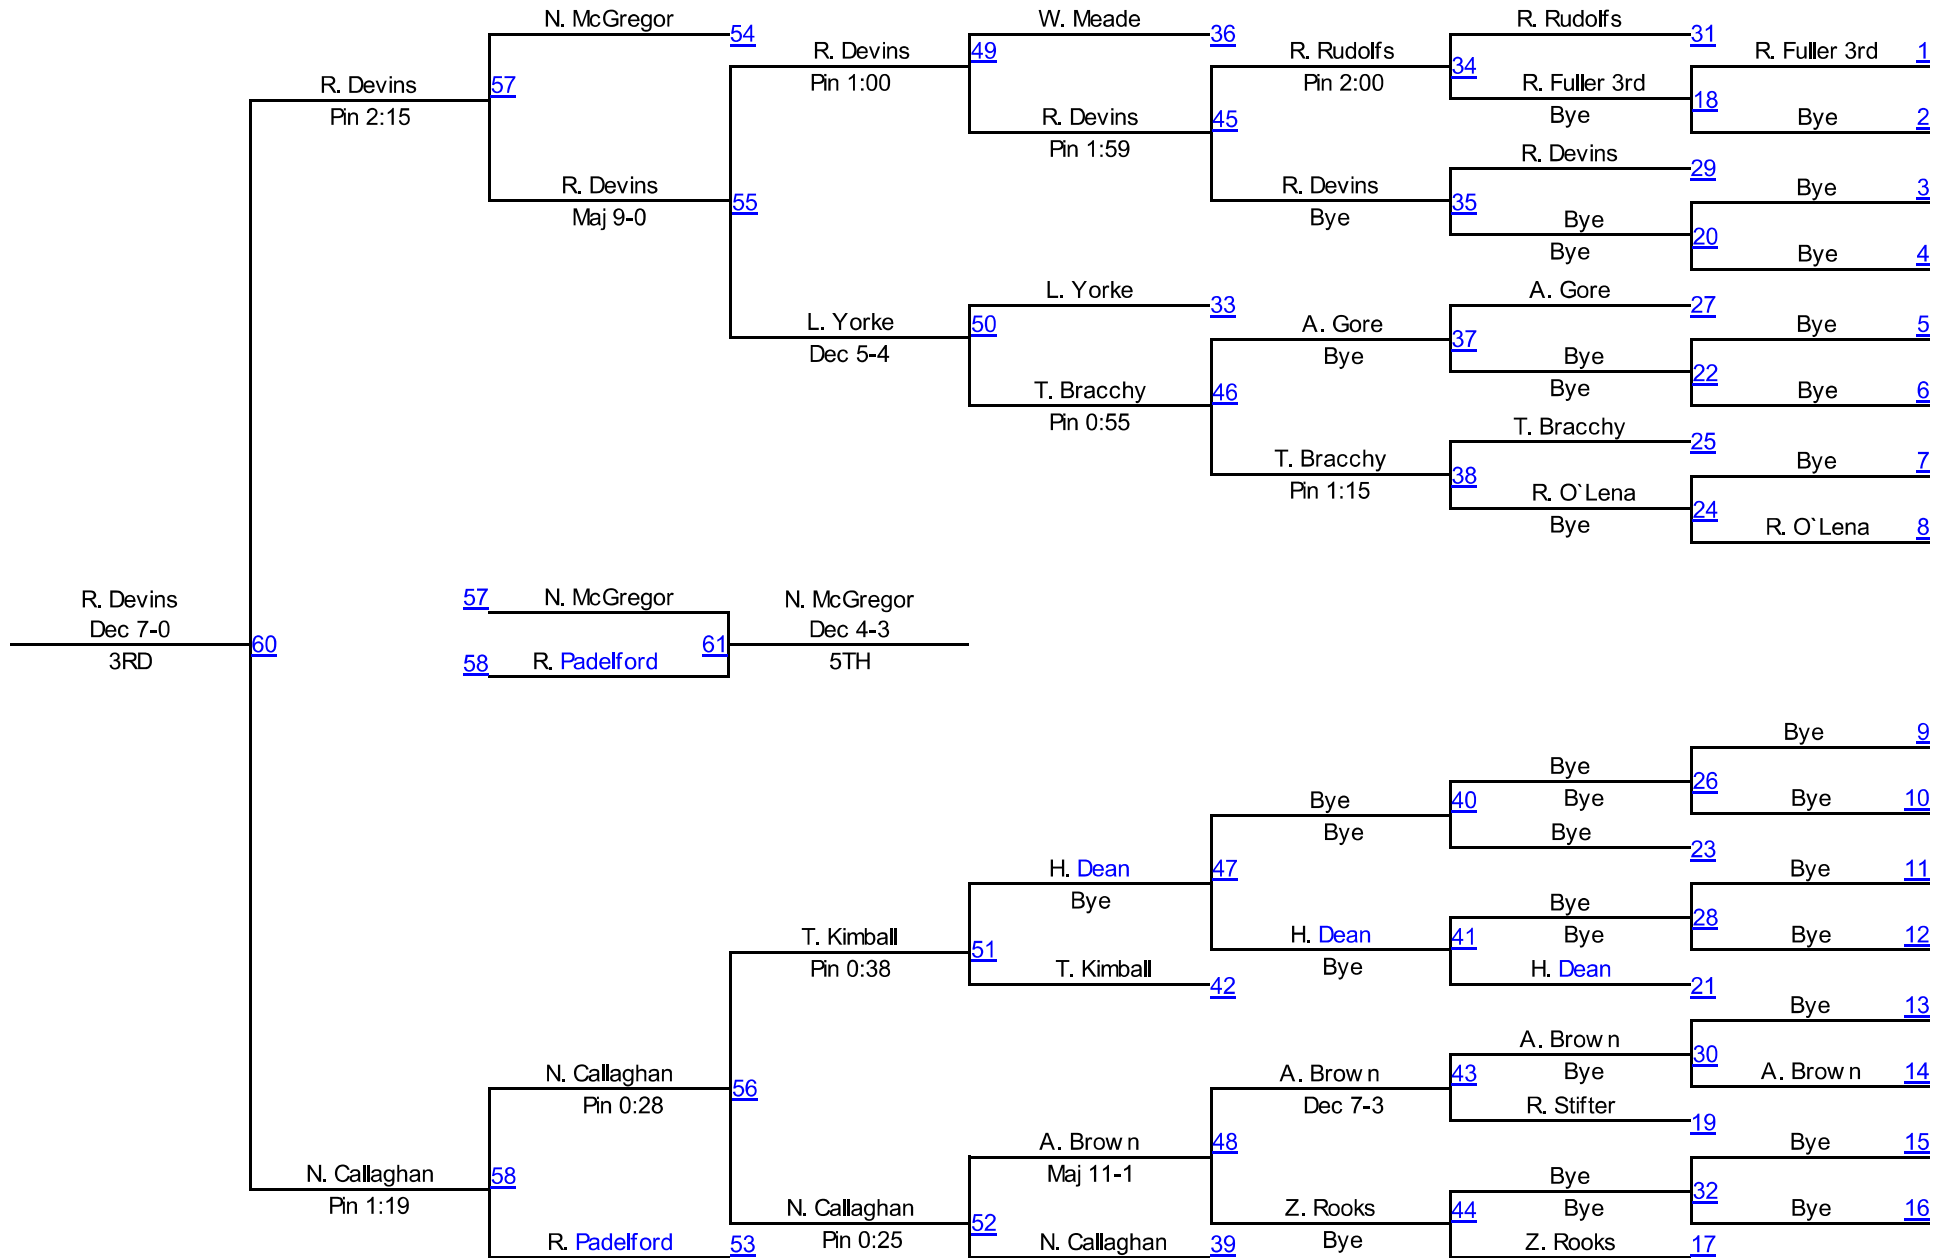 N. McGregor 54
W. Meade 36
R. Rudolfs 31
R. Devins 49
R. Rudolfs 34
R. Fuller 3rd 1
R. Devins 57
Pin 1:00
Pin 2:00
R. Fuller 3rd 18
Pin 2:15
R. Devins 45
Bye
Bye 2
Pin 1:59
R. Devins 29
R. Devins 55
R. Devins 35
Bye 3
Maj 9-0
Bye
Bye 20
Bye
Bye 4
L. Yorke 33
A. Gore 27
L. Yorke 50
A. Gore 37
Bye 5
Dec 5-4
Bye
Bye 22
T. Bracchy 46
Bye
Bye 6
Pin 0:55
T. Bracchy 25
T. Bracchy 38
Bye 7
Pin 1:15
R. O`Lena 24
Bye
R. O`Lena 8
R. Devins
57 N. McGregor
N. McGregor
Dec 7-0
60
61
Dec 4-3
3RD
58 R. Padelford
5TH
Bye 9
Bye 26
Bye 40
Bye
Bye 10
Bye
Bye 23
H. Dean 47
Bye 11
Bye
Bye 28
T. Kimball 51
H. Dean 41
Bye
Bye 12
Pin 0:38
T. Kimball 42
Bye
H. Dean 21
Bye 13
A. Brown 30
N. Callaghan 56
A. Brown 43
Bye
A. Brown 14
Pin 0:28
Dec 7-3
R. Stifter 19
A. Brown 48
Bye 15
N. Callaghan 58
Maj 11-1
Bye 32
Pin 1:19
N. Callaghan 52
Z. Rooks 44
Bye
Bye 16
R. Padelford 53
Pin 0:25
N. Callaghan 39
Bye
Z. Rooks 17